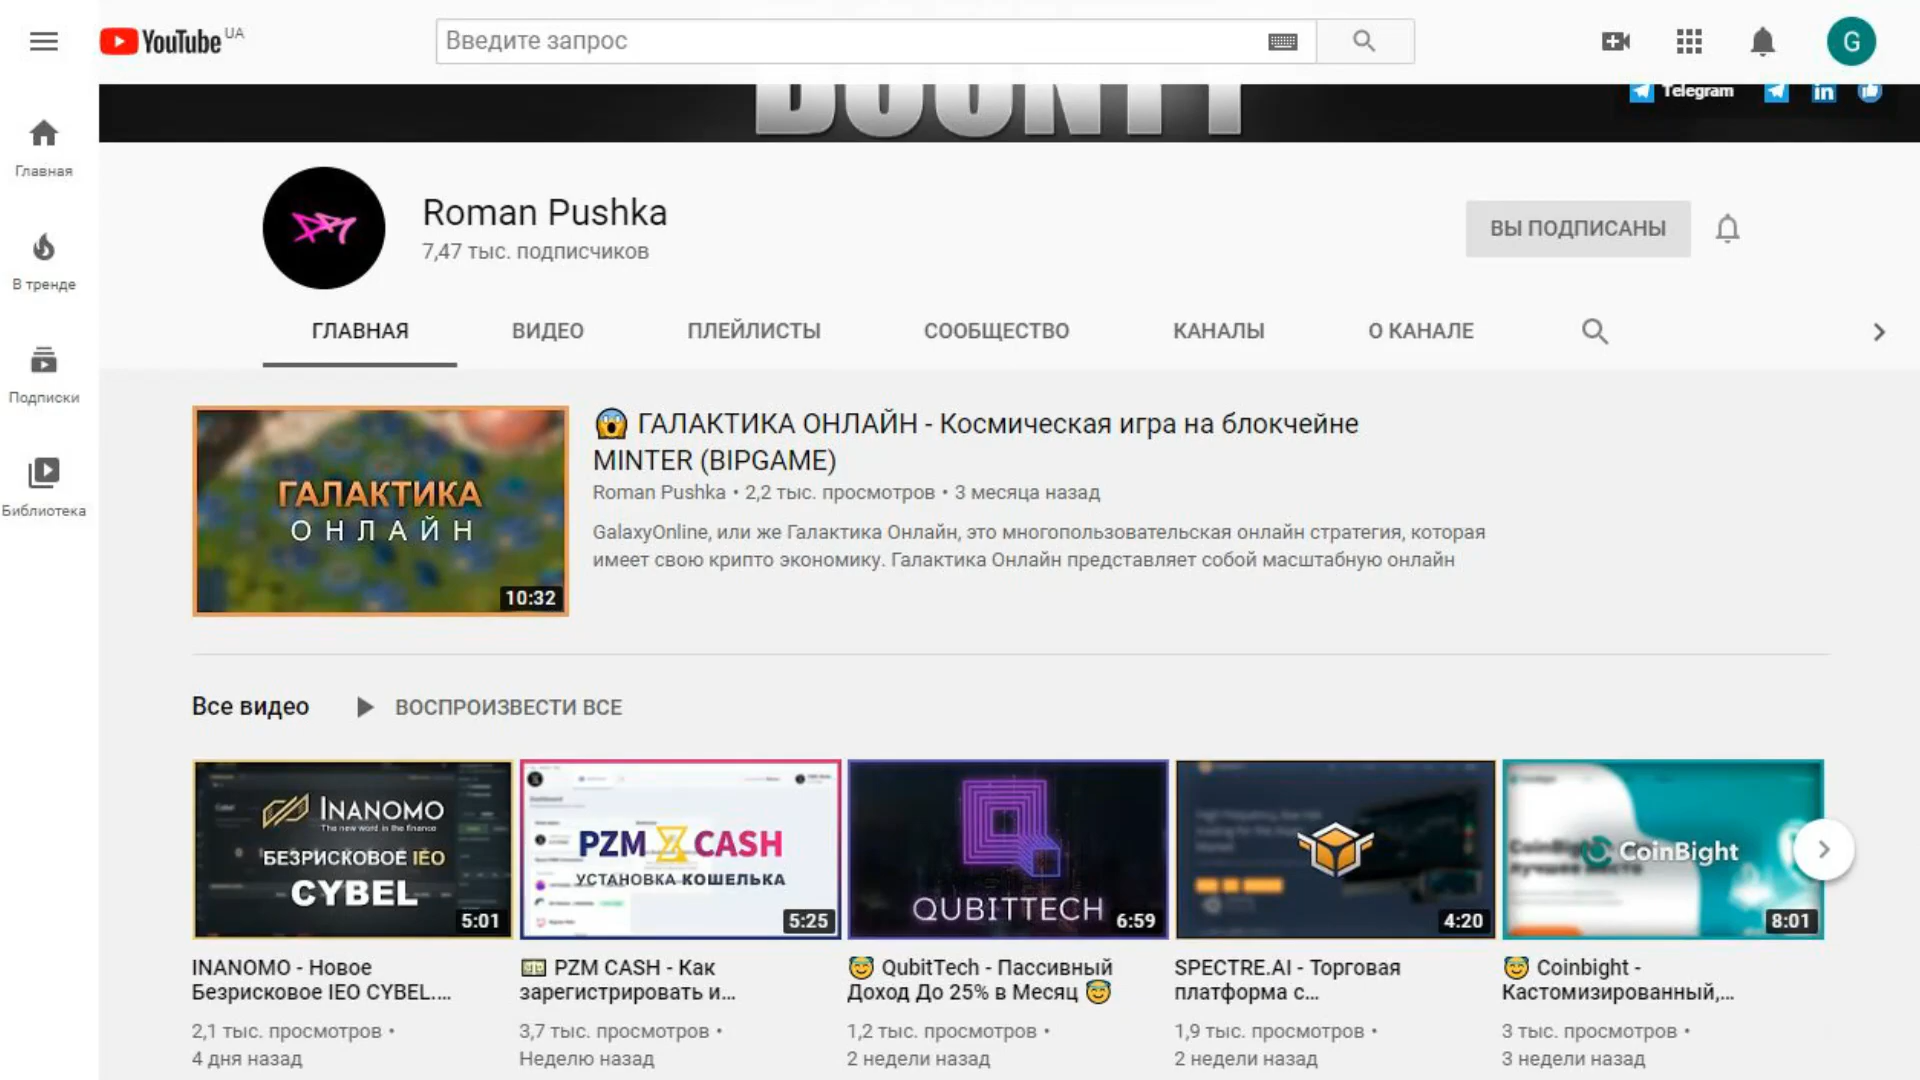 YouTube UA
Введите запрос
G
BOUNTY
Telegram
Главная
В тренде
Подписки
Библиотека
Roman Pushka
7,47 тыс. подписчиков
ВЫ ПОДПИСАНЫ
ГЛАВНАЯ ВИДЕО ПЛЕЙЛИСТЫ СООБЩЕСТВО КАНАЛЫ О КАНАЛЕ
ГАЛАКТИКА
ОНЛАЙН
10:32
😱 ГАЛАКТИКА ОНЛАЙН - Космическая игра на блокчейне
MINTER (BIPGAME)
Roman Pushka • 2,2 тыс. просмотров • 3 месяца назад
GalaxyOnline, или же Галактика Онлайн, это многопользовательская онлайн стратегия, которая
имеет свою крипто экономику. Галактика Онлайн представляет собой масштабную онлайн
Все видео ВОСПРОИЗВЕСТИ ВСЕ
INANOMO
The new word in the finance
БЕЗРИСКОВОЕ IEO
CYBEL
5:01
INANOMO - Новое
Безрисковое IEO CYBEL....
2,1 тыс. просмотров •
4 дня назад
PZM CASH
УСТАНОВКА КОШЕЛЬКА
5:25
💵 PZM CASH - Как
зарегистрировать и...
3,7 тыс. просмотров •
Неделю назад
QUBITTECH
6:59
😇 QubitTech - Пассивный
Доход До 25% в Месяц 😇
1,2 тыс. просмотров •
2 недели назад
4:20
SPECTRE.AI - Торговая
платформа с...
1,9 тыс. просмотров •
2 недели назад
CoinBight
8:01
😇 Coinbight -
Кастомизированный,...
3 тыс. просмотров •
3 недели назад